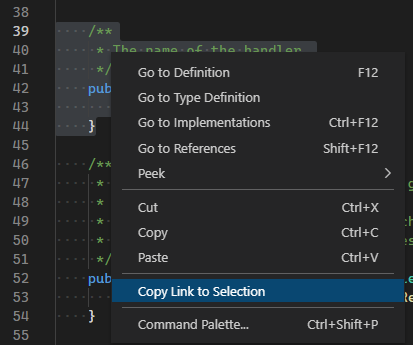 38
39 /**
40 * The name of the handler.
41 */
42 pub
43
44 }
45
46 /**
47 *
48 *
49 *
50 *
51 */
52 pub
53
54 }
55
Go to Definition F12
Go to Type Definition
Go to Implementations Ctrl+F12
Go to References Shift+F12
Peek
Cut Ctrl+X
Copy Ctrl+C
Paste Ctrl+V
Copy Link to Selection
Command Palette... Ctrl+Shift+P